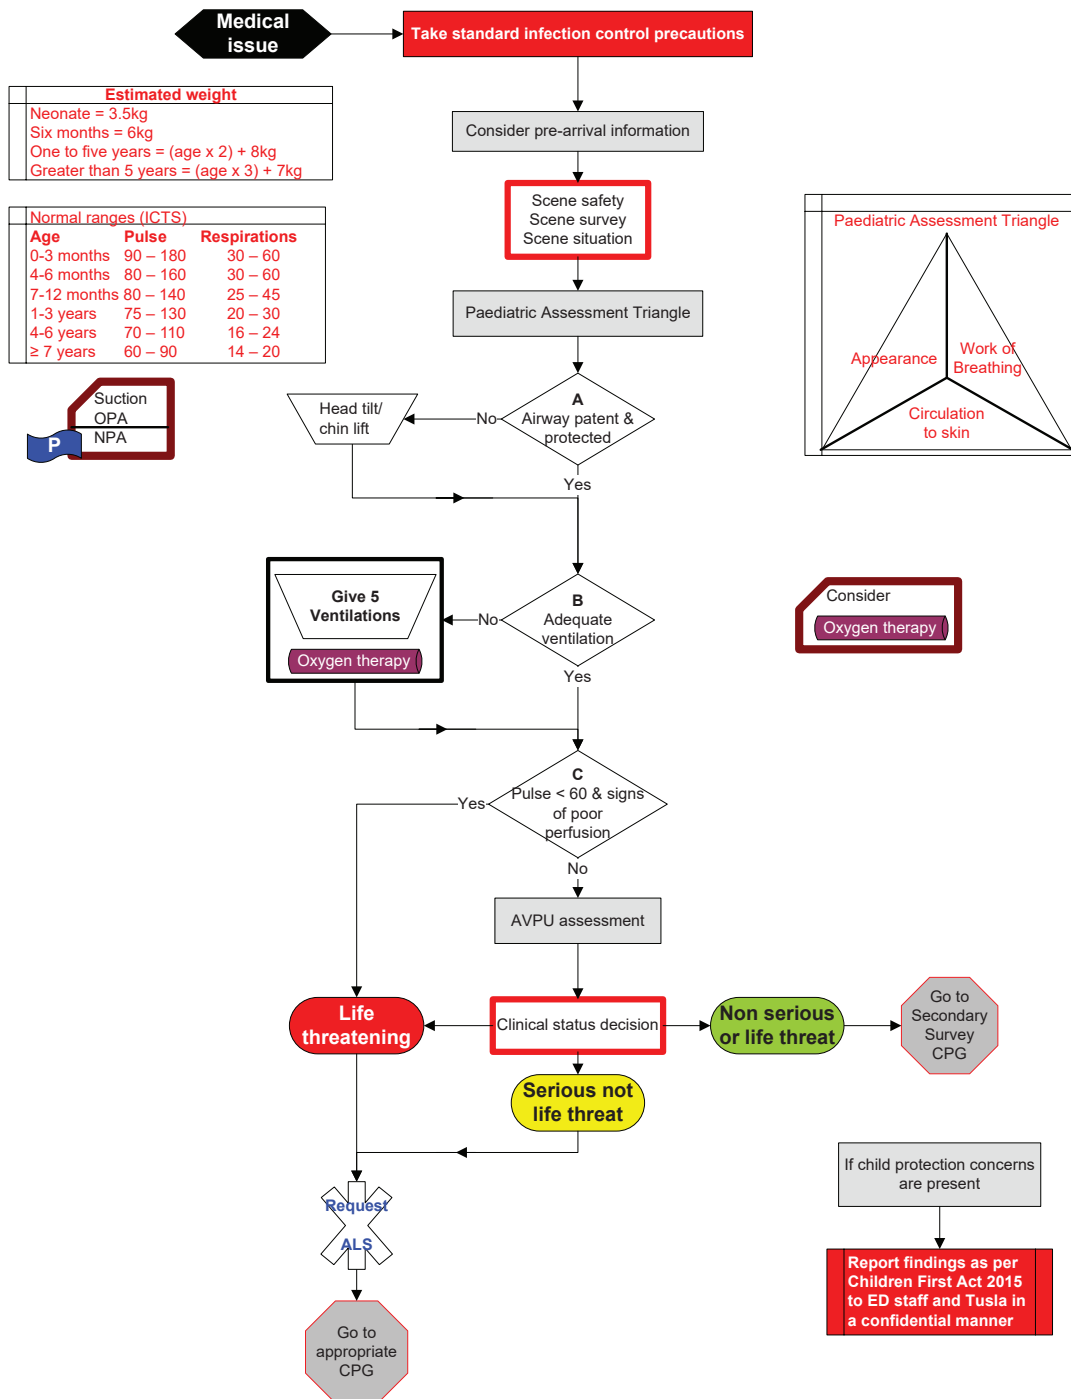 Medical
issue
Take standard infection control precautions
Estimated weight
Neonate = 3.5kg
Six months = 6kg
One to five years = (age x 2) + 8kg
Greater than 5 years = (age x 3) + 7kg
Consider pre-arrival information
Scene safety
Scene survey
Scene situation
Normal ranges (ICTS)
Age Pulse Respirations
0-3 months 90 – 180 30 – 60
4-6 months 80 – 160 30 – 60
7-12 months 80 – 140 25 – 45
1-3 years 75 – 130 20 – 30
4-6 years 70 – 110 16 – 24
≥ 7 years 60 – 90 14 – 20
Paediatric Assessment Triangle
Paediatric Assessment Triangle
Appearance
Work of
Breathing
Circulation
to skin
Suction
OPA
NPA
P
Head tilt/
chin lift
No
A
Airway patent &
protected
Yes
Give 5
Ventilations
Oxygen therapy
No
B
Adequate
ventilation
Yes
Consider
Oxygen therapy
C
Pulse < 60 & signs
of poor
perfusion
Yes
No
AVPU assessment
Life
threatening
Clinical status decision
Non serious
or life threat
Go to
Secondary
Survey
CPG
Serious not
life threat
Request
ALS
Go to
appropriate
CPG
If child protection concerns
are present
Report findings as per
Children First Act 2015
to ED staff and Tusla in
a confidential manner